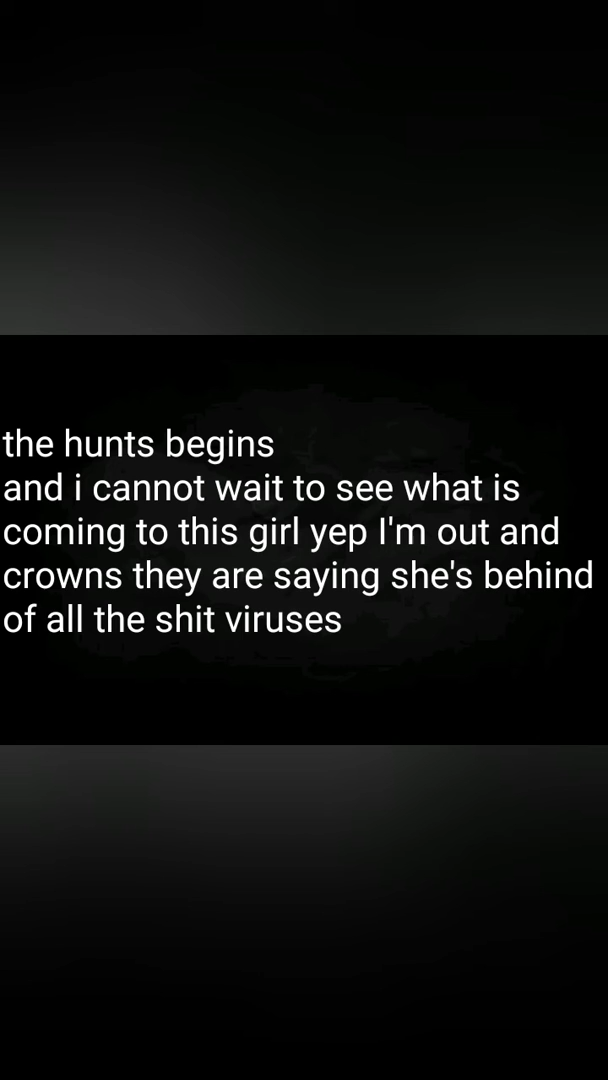 the hunts begins
and i cannot wait to see what is
coming to this girl yep I'm out and
crowns they are saying she's behind
of all the shit viruses